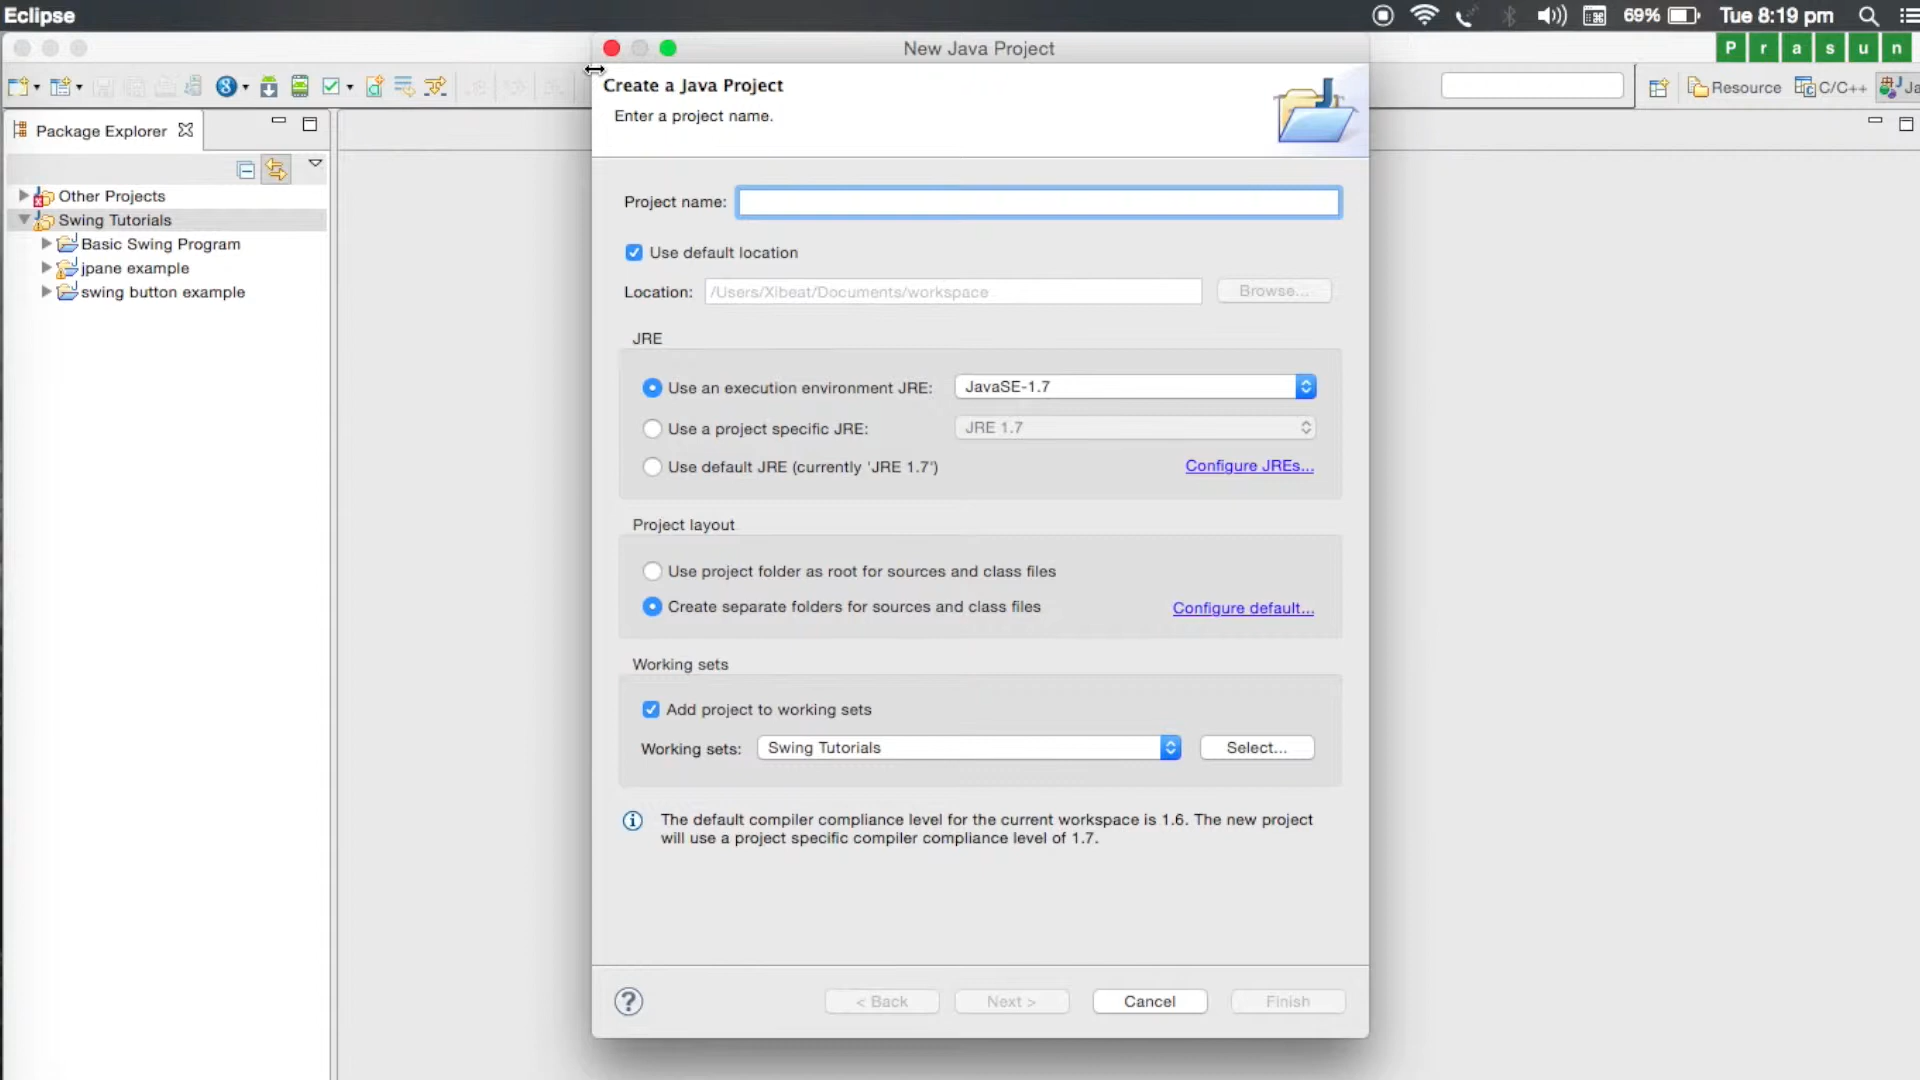 Eclipse
69%
Tue 8:19 pm
New Java Project
P r a s u n
Create a Java Project
Enter a project name.
Resource
C/C++
Ja
Package Explorer
Other Projects
Swing Tutorials
Basic Swing Program
jpane example
swing button example
Project name:
Use default location
Location: /Users/Xibeat/Documents/workspace Browse...
JRE
Use an execution environment JRE: JavaSE-1.7
Use a project specific JRE: JRE 1.7
Use default JRE (currently 'JRE 1.7') Configure JREs...
Project layout
Use project folder as root for sources and class files
Create separate folders for sources and class files Configure default...
Working sets
Add project to working sets
Working sets: Swing Tutorials Select...
The default compiler compliance level for the current workspace is 1.6. The new project
will use a project specific compiler compliance level of 1.7.
? < Back Next > Cancel Finish